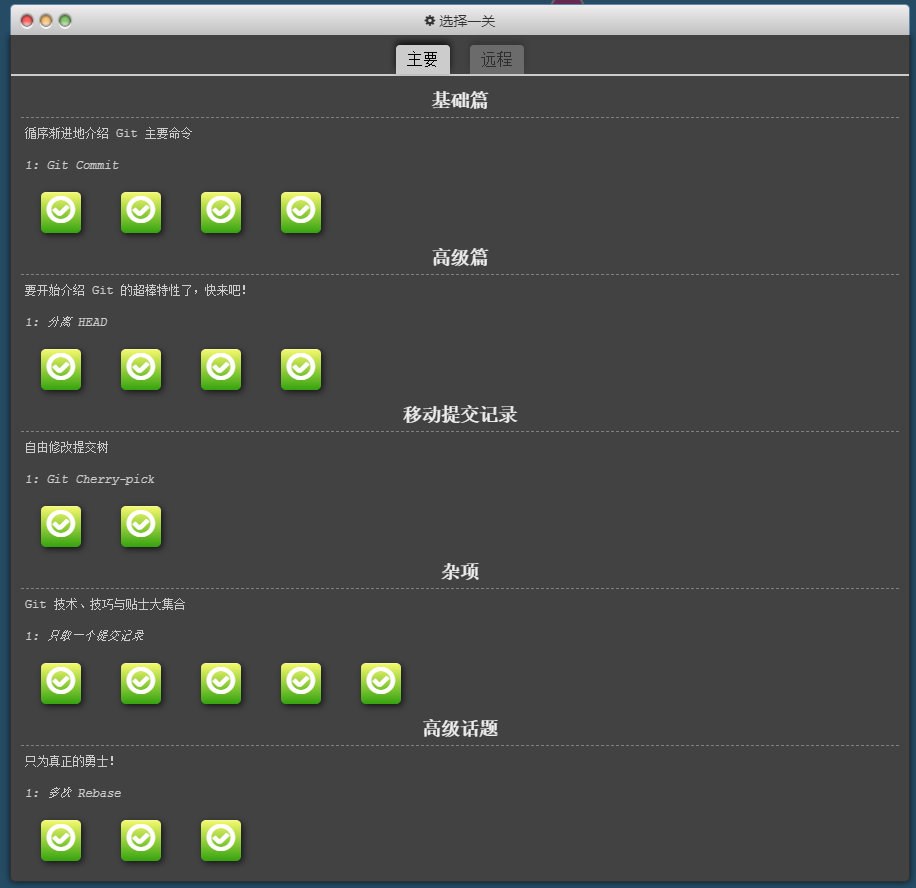 选择一关
主要 远程
基础篇
循序渐进地介绍 Git 主要命令
1: Git Commit
高级篇
要开始介绍 Git 的超棒特性了，快来吧!
1: 分离 HEAD
移动提交记录
自由修改提交树
1: Git Cherry-pick
杂项
Git 技术、技巧与贴士大集合
1: 只取一个提交记录
高级话题
只为真正的勇士!
1: 多次 Rebase